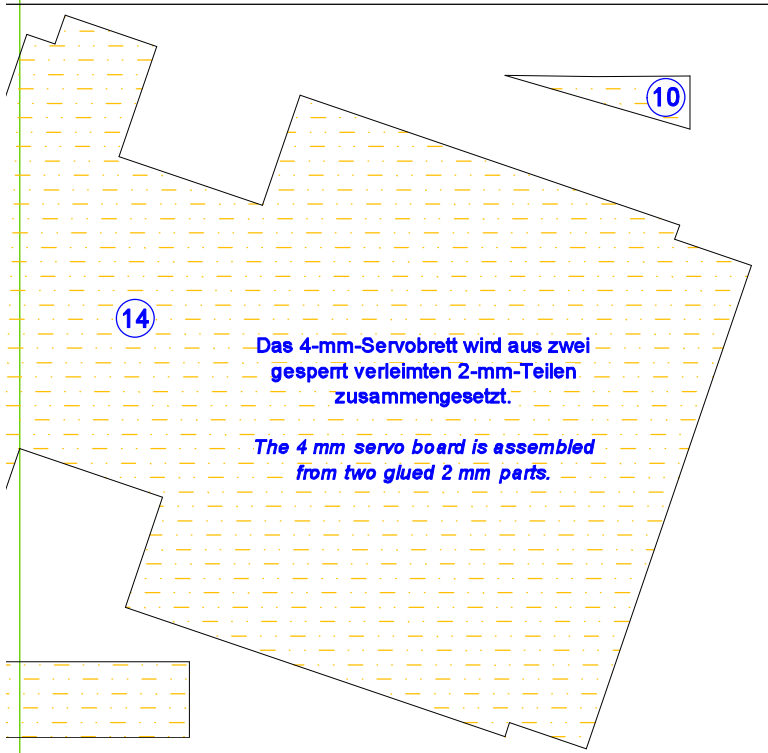 10
14
Das 4-mm-Servobrett wird aus zwei
gesperrt verleimten 2-mm-Teilen
zusammengesetzt.
The 4 mm servo board is assembled
from two glued 2 mm parts.